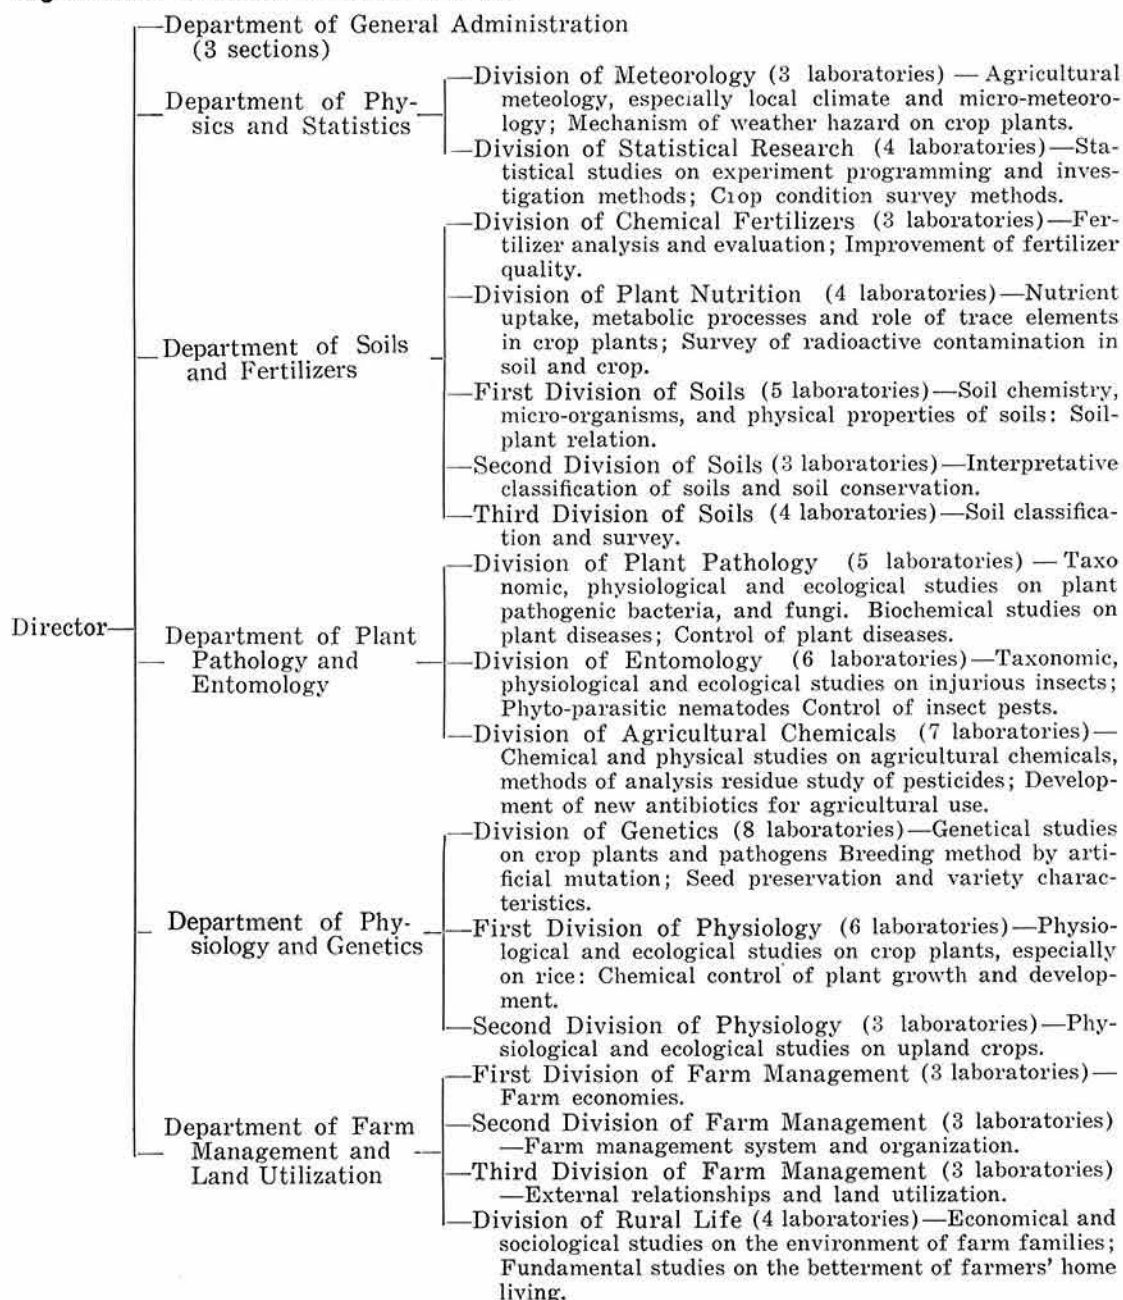 Department of General Administration
(3 sections)
Department of Phy-
sics and Statistics
Division of Meteorology (3 laboratories) — Agricultural
meteology, especially local climate and micro-meteoro-
logy; Mechanism of weather hazard on crop plants.
Division of Statistical Research (4 laboratories)—Sta-
tistical studies on experiment programming and inves-
tigation methods; Crop condition survey methods.
Department of Soils
and Fertilizers
Division of Chemical Fertilizers (3 laboratories)—Fer-
tilizer analysis and evaluation; Improvement of fertilizer
quality.
Division of Plant Nutrition (4 laboratories)—Nutrient
uptake, metabolic processes and role of trace elements
in crop plants; Survey of radioactive contamination in
soil and crop.
First Division of Soils (5 laboratories)—Soil chemistry,
micro-organisms, and physical properties of soils: Soil-
plant relation.
Second Division of Soils (3 laboratories)—Interpretative
classification of soils and soil conservation.
Third Division of Soils (4 laboratories)—Soil classifica-
tion and survey.
Director
Department of Plant
Pathology and
Entomology
Division of Plant Pathology (5 laboratories) — Taxo
nomic, physiological and ecological studies on plant
pathogenic bacteria, and fungi. Biochemical studies on
plant diseases; Control of plant diseases.
Division of Entomology (6 laboratories)—Taxonomic,
physiological and ecological studies on injurious insects;
Phyto-parasitic nematodes Control of insect pests.
Division of Agricultural Chemicals (7 laboratories)—
Chemical and physical studies on agricultural chemicals,
methods of analysis residue study of pesticides; Develop-
ment of new antibiotics for agricultural use.
Department of Phy-
siology and Genetics
Division of Genetics (8 laboratories)—Genetical studies
on crop plants and pathogens Breeding method by arti-
ficial mutation; Seed preservation and variety charac-
teristics.
First Division of Physiology (6 laboratories)—Physio-
logical and ecological studies on crop plants, especially
on rice: Chemical control of plant growth and develop-
ment.
Second Division of Physiology (3 laboratories)—Phy-
siological and ecological studies on upland crops.
Department of Farm
Management and
Land Utilization
First Division of Farm Management (3 laboratories)—
Farm economies.
Second Division of Farm Management (3 laboratories)
—Farm management system and organization.
Third Division of Farm Management (3 laboratories)
—External relationships and land utilization.
Division of Rural Life (4 laboratories)—Economical and
sociological studies on the environment of farm families;
Fundamental studies on the betterment of farmers' home
living.